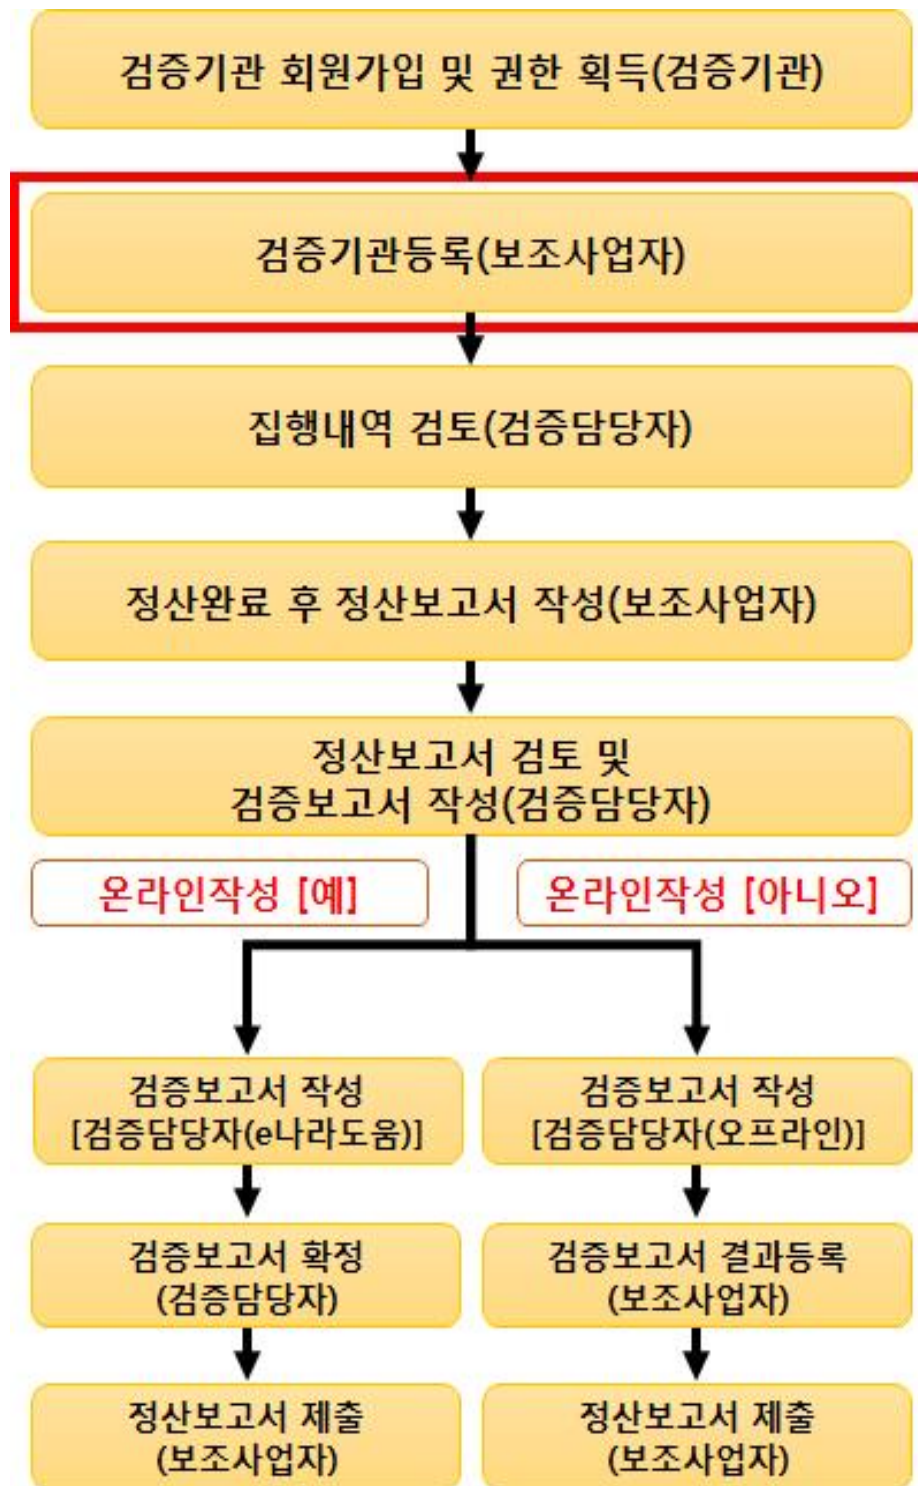 검증기관 회원가입 및 권한 획득(검증기관)
검증기관등록(보조사업자)
집행내역 검토(검증담당자)
정산완료 후 정산보고서 작성(보조사업자)
정산보고서 검토 및
검증보고서 작성(검증담당자)
온라인작성 [예]
온라인작성 [아니오]
검증보고서 작성
[검증담당자(e나라도움)]
검증보고서 작성
[검증담당자(오프라인)]
검증보고서 확정
(검증담당자)
검증보고서 결과등록
(보조사업자)
정산보고서 제출
(보조사업자)
정산보고서 제출
(보조사업자)